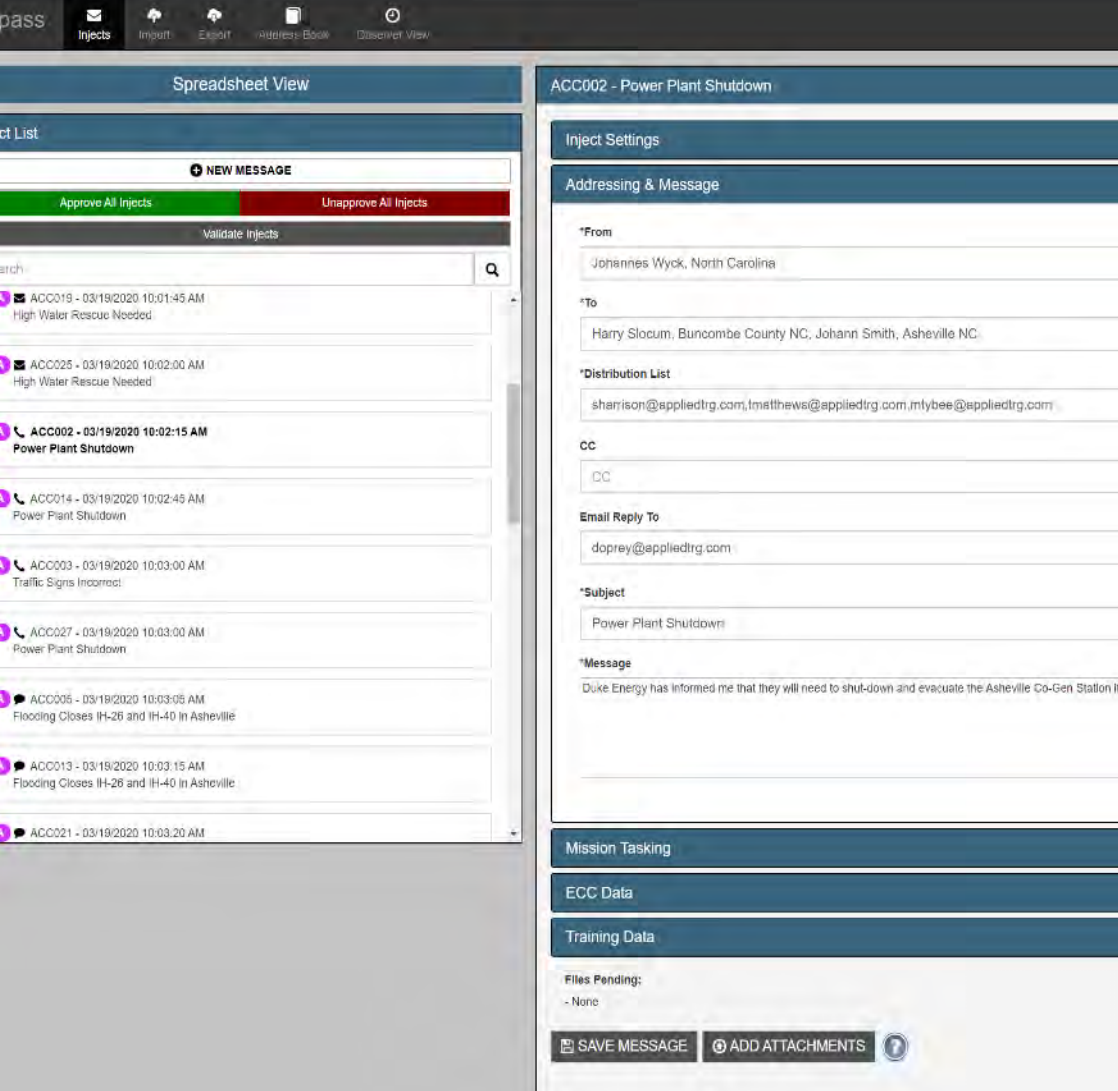 pass
Injects
Import
Export
Address Book
Observer View
Spreadsheet View
ct List
NEW MESSAGE
Approve All Injects
Unapprove All Injects
Validate Injects
arch
A ACC019 - 03/19/2020 10:01:45 AM
High Water Rescue Needed
A ACC025 - 03/19/2020 10:02:00 AM
High Water Rescue Needed
A ACC002 - 03/19/2020 10:02:15 AM
Power Plant Shutdown
A ACC014 - 03/19/2020 10:02:45 AM
Power Plant Shutdown
A ACC003 - 03/19/2020 10:03:00 AM
Traffic Signs Incorrect
A ACC027 - 03/19/2020 10:03:00 AM
Power Plant Shutdown
A ACC005 - 03/19/2020 10:03:05 AM
Flooding Closes IH-26 and IH-40 in Asheville
A ACC013 - 03/19/2020 10:03:15 AM
Flooding Closes IH-26 and IH-40 in Asheville
A ACC021 - 03/19/2020 10:03:20 AM
ACC002 - Power Plant Shutdown
Inject Settings
Addressing & Message
*From
Johannes Wyck, North Carolina
*To
Harry Slocum, Buncombe County NC, Johann Smith, Asheville NC
*Distribution List
sharrison@appliedtrg.com,tmatthews@appliedtrg.com,mtybee@appliedtrg.com
CC
CC
Email Reply To
doprey@appliedtrg.com
*Subject
Power Plant Shutdown
*Message
Duke Energy has informed me that they will need to shut-down and evacuate the Asheville Co-Gen Station
Mission Tasking
ECC Data
Training Data
Files Pending:
- None
SAVE MESSAGE
ADD ATTACHMENTS
?